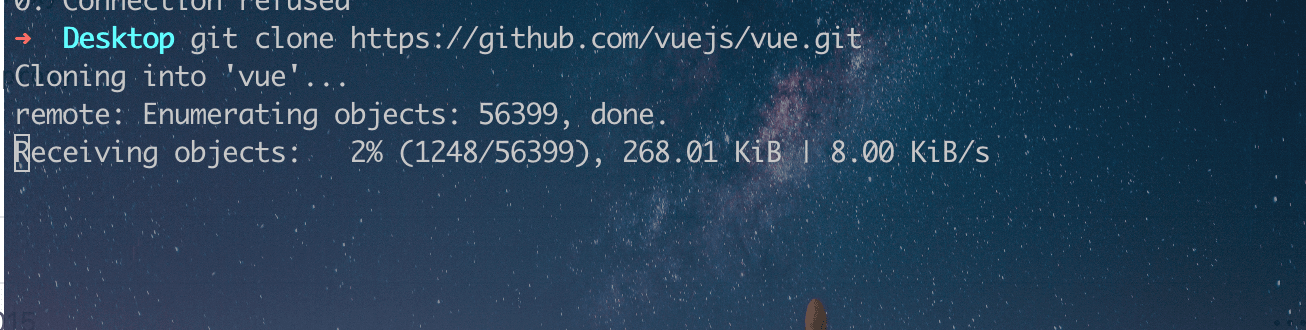 0: Connection refused
➜ Desktop git clone https://github.com/vuejs/vue.git
Cloning into 'vue'...
remote: Enumerating objects: 56399, done.
Receiving objects:   2% (1248/56399), 268.01 KiB | 8.00 KiB/s
015